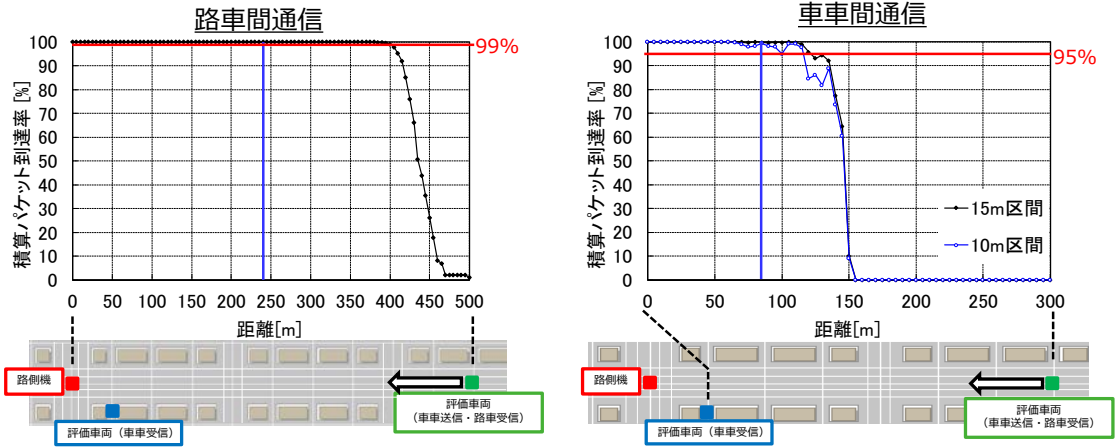 路車間通信
積算パケット到達率 [%]
100
90
80
70
60
50
40
30
20
10
0
99%
0 50 100 150 200 250 300 350 400 450 500
距離[m]
路側機
評価車両（車車受信）
評価車両
（車車送信・路車受信）
車車間通信
積算パケット到達率 [%]
100
90
80
70
60
50
40
30
20
10
0
95%
15m区間
10m区間
0 50 100 150 200 250 300
距離[m]
路側機
評価車両（車車受信）
評価車両
（車車送信・路車受信）